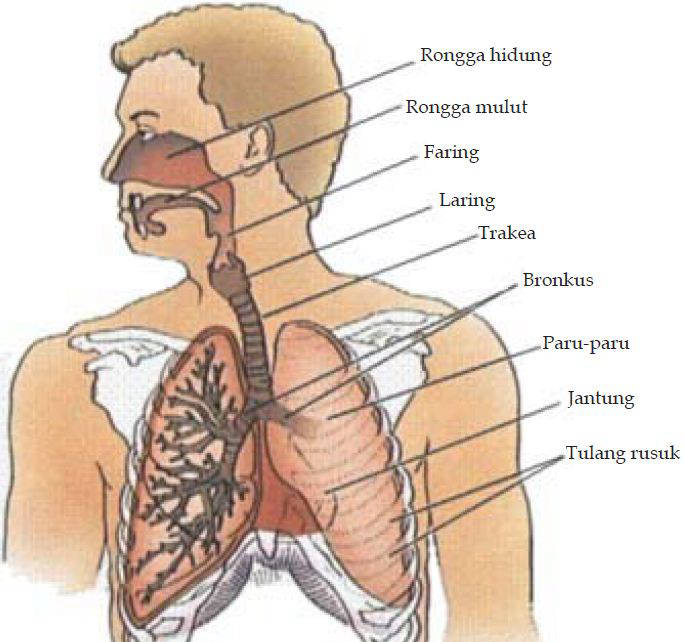 Rongga hidung
Rongga mulut
Faring
Laring
Trakea
Bronkus
Paru-paru
Jantung
Tulang rusuk